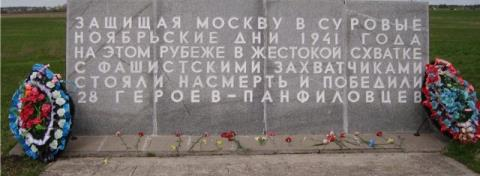 ЗАЩИЩАЯ МОСКВУ В СУРОВЫЕ
НОЯБРЬСКИЕ ДНИ 1941 ГОДА
НА ЭТОМ РУБЕЖЕ В ЖЕСТОКОЙ СХВАТКЕ
С ФАШИСТСКИМИ ЗАХВАТЧИКАМИ
СТОЯЛИ НАСМЕРТЬ И ПОБЕДИЛИ
28 ГЕРОЕВ-ПАНФИЛОВЦЕВ